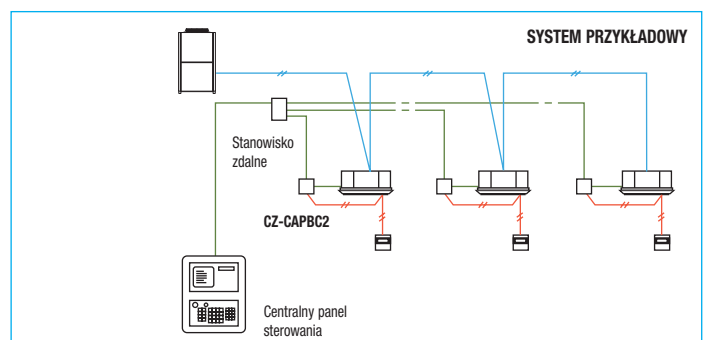 SYSTEM PRZYKŁADOWY
Stanowisko
zdalne
CZ-CAPBC2
Centralny panel
sterowania